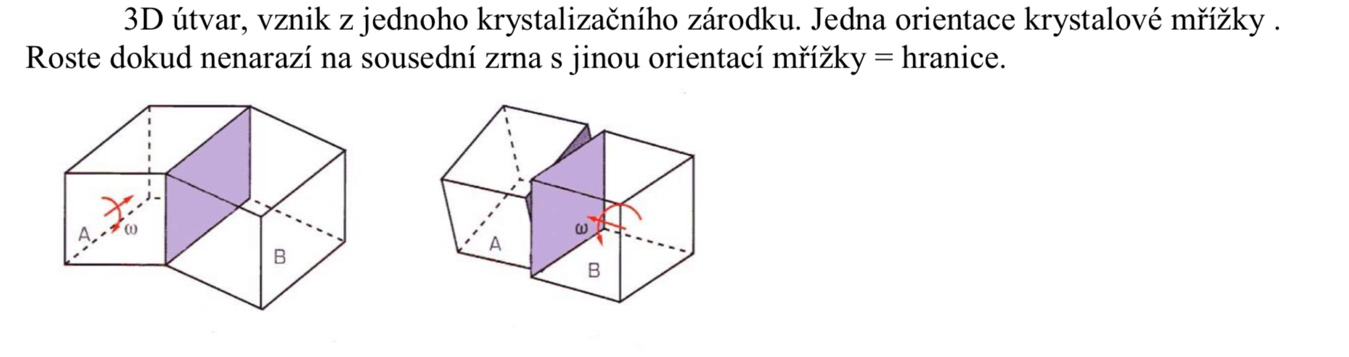 3D útvar, vznik z jednoho krystalizačního zárodku. Jedna orientace krystalové mřížky .
Roste dokud nenarazí na sousední zrna s jinou orientací mřížky = hranice.
A ω B
A ω B